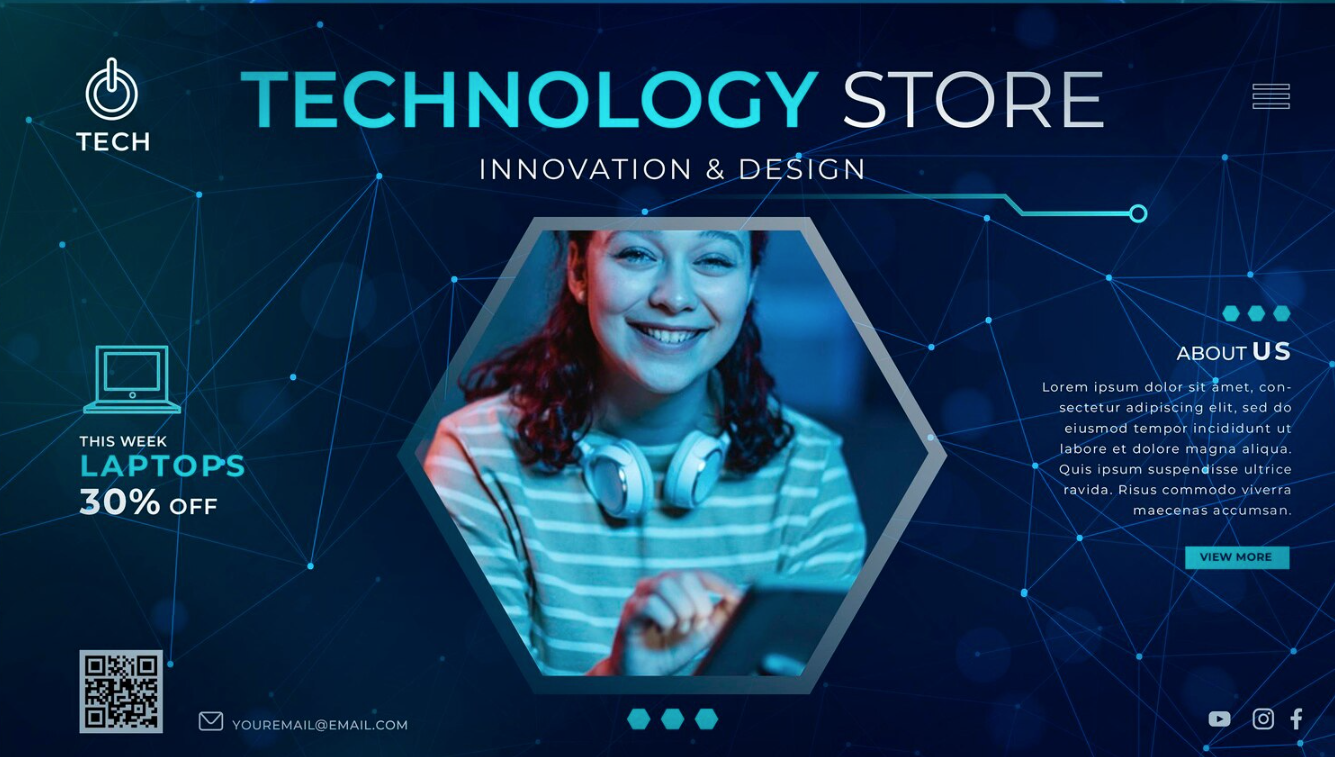 TECH
TECHNOLOGY STORE
INNOVATION & DESIGN
THIS WEEK
LAPTOPS
30% OFF
ABOUT US
Lorem ipsum dolor sit amet, con-
sectetur adipiscing elit, sed do
eiusmod tempor incididunt ut
labore et dolore magna aliqua.
Quis ipsum suspendisse ultrice
ravida. Risus commodo viverra
maecenas accumsan.
VIEW MORE
YOUREMAIL@EMAIL.COM